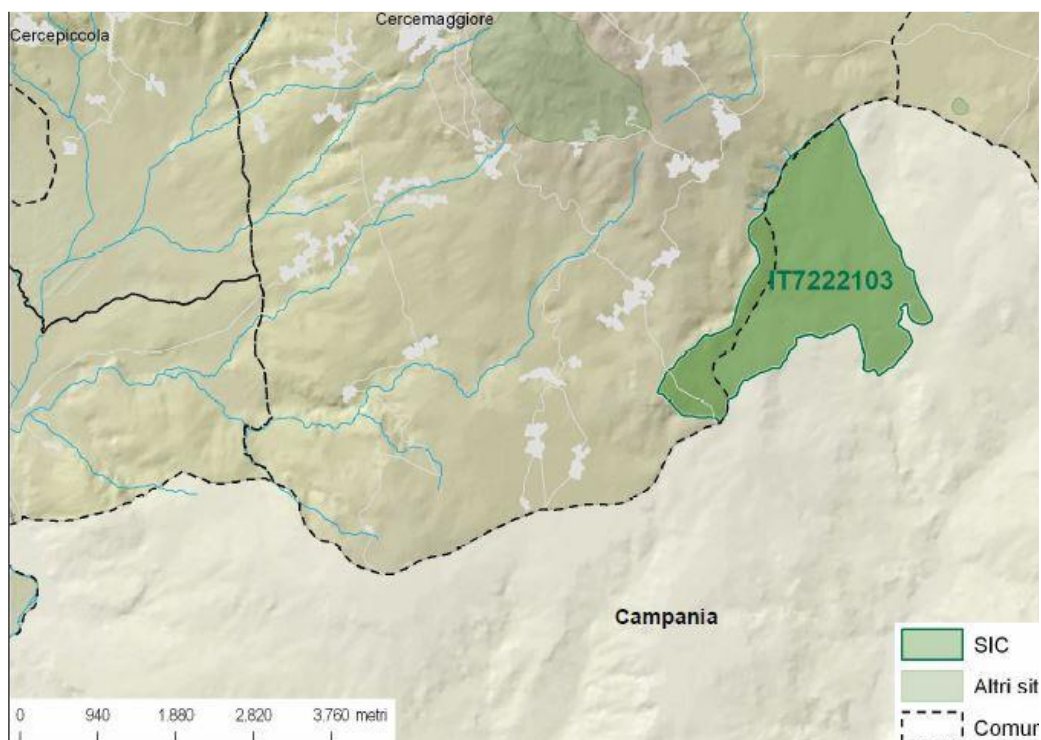 Cercemaggiore
Cercepiccola
IT7222103
Campania
SIC
Altri sit
Comun
0 940 1.880 2.820 3.760 metri